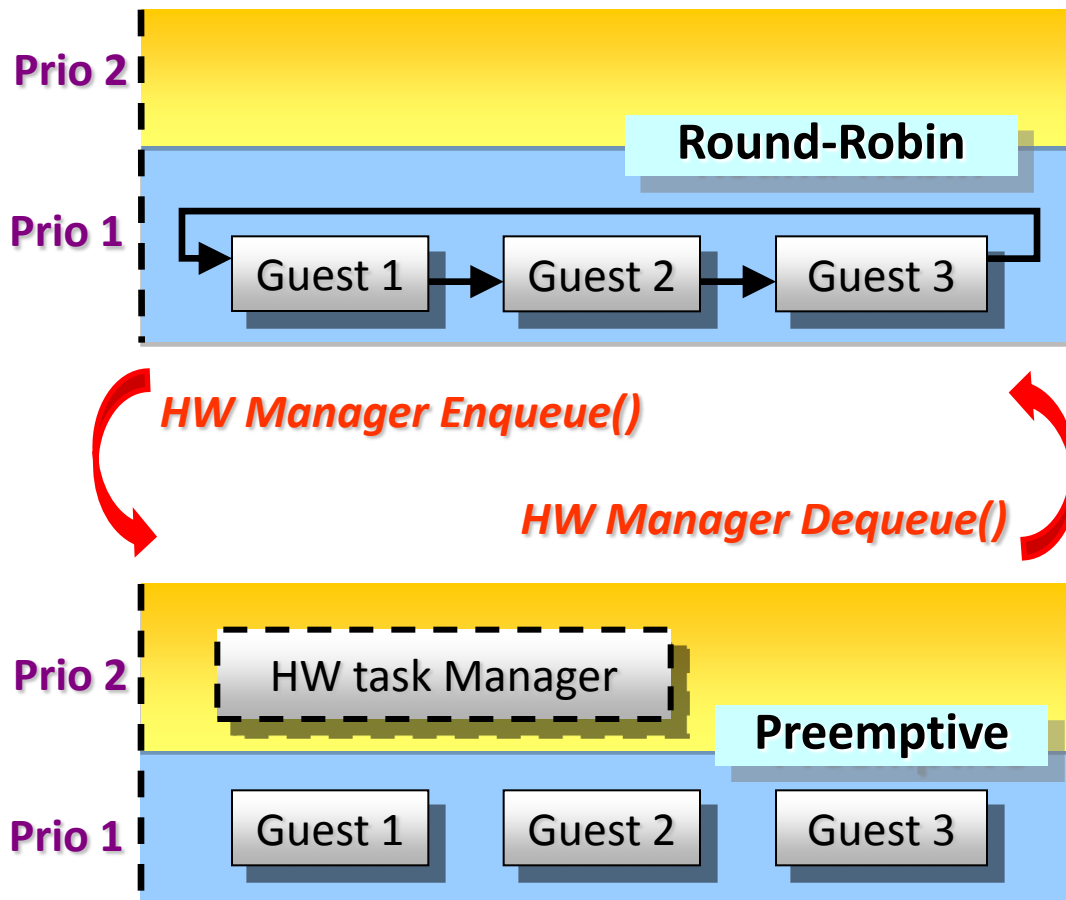 Prio 2
Round-Robin
Prio 1
Guest 1
Guest 2
Guest 3
HW Manager Enqueue()
HW Manager Dequeue()
Prio 2
HW task Manager
Preemptive
Prio 1
Guest 1
Guest 2
Guest 3